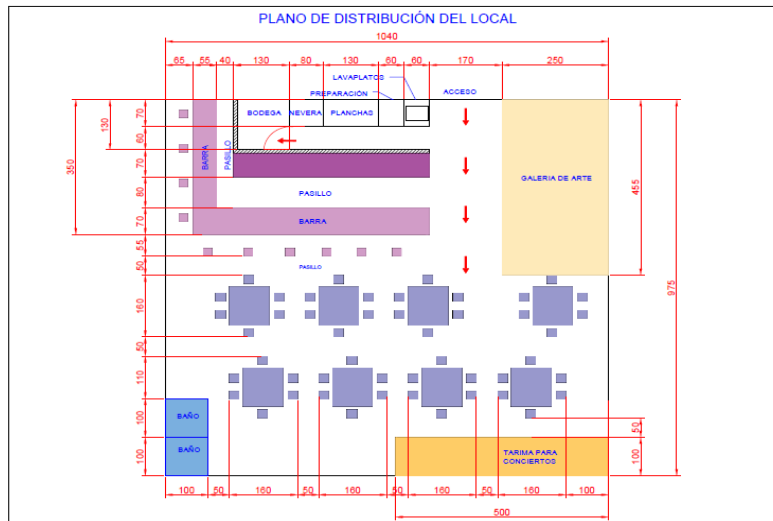 PLANO DE DISTRIBUCIÓN DEL LOCAL
1040
65 55 40 130 80 130 60 60 170 250
LAVAPLATOS
PREPARACIÓN
ACCESO
BODEGA NEVERA PLANCHAS
70
130
60
BARRA
PASILLO
350
70
GALERIA DE ARTE
455
80
PASILLO
70
BARRA
55
50
PASILLO
975
160
50
110
100
BAÑO
50
100
BAÑO
TARIMA PARA
CONCIERTOS
100
100 50 160 50 160 50 160 50 160 100
500